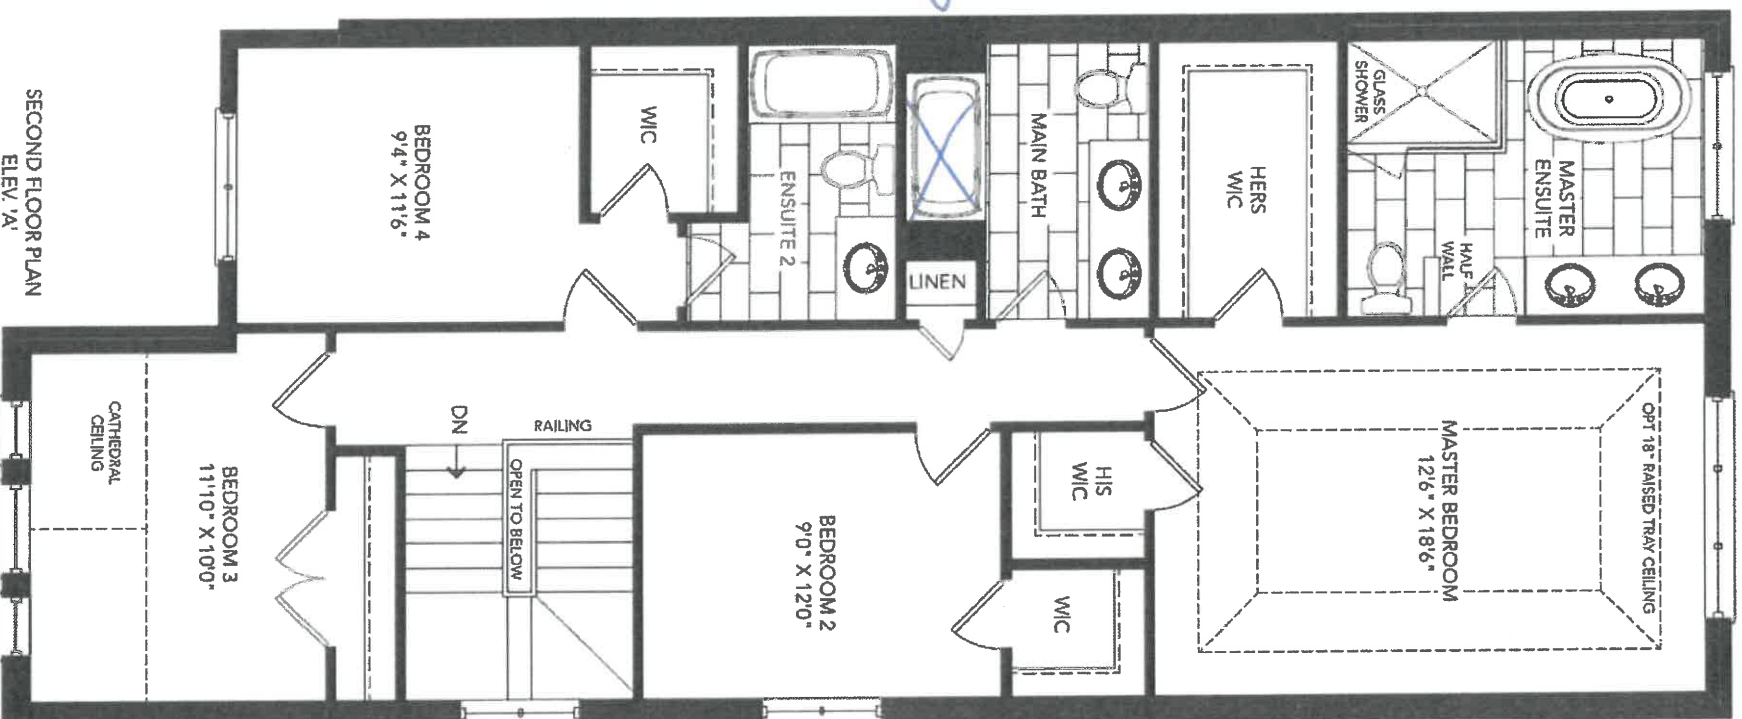 GLASS
SHOWER
MASTER
ENSUITE
HALF
WALL
HERS
WIC
MAIN BATH
LINEN
ENSUITE 2
WIC
BEDROOM 4
9'4" X 11'6"
SECOND FLOOR PLAN
ELEV. 'A'
OPT 18" RAISED TRAY CEILING
MASTER BEDROOM
12'6" X 18'6"
HIS
WIC
WIC
BEDROOM 2
9'0" X 12'0"
RAILING
OPEN TO BELOW
DN
BEDROOM 3
11'10" X 10'0"
CATHEDRAL
CEILING